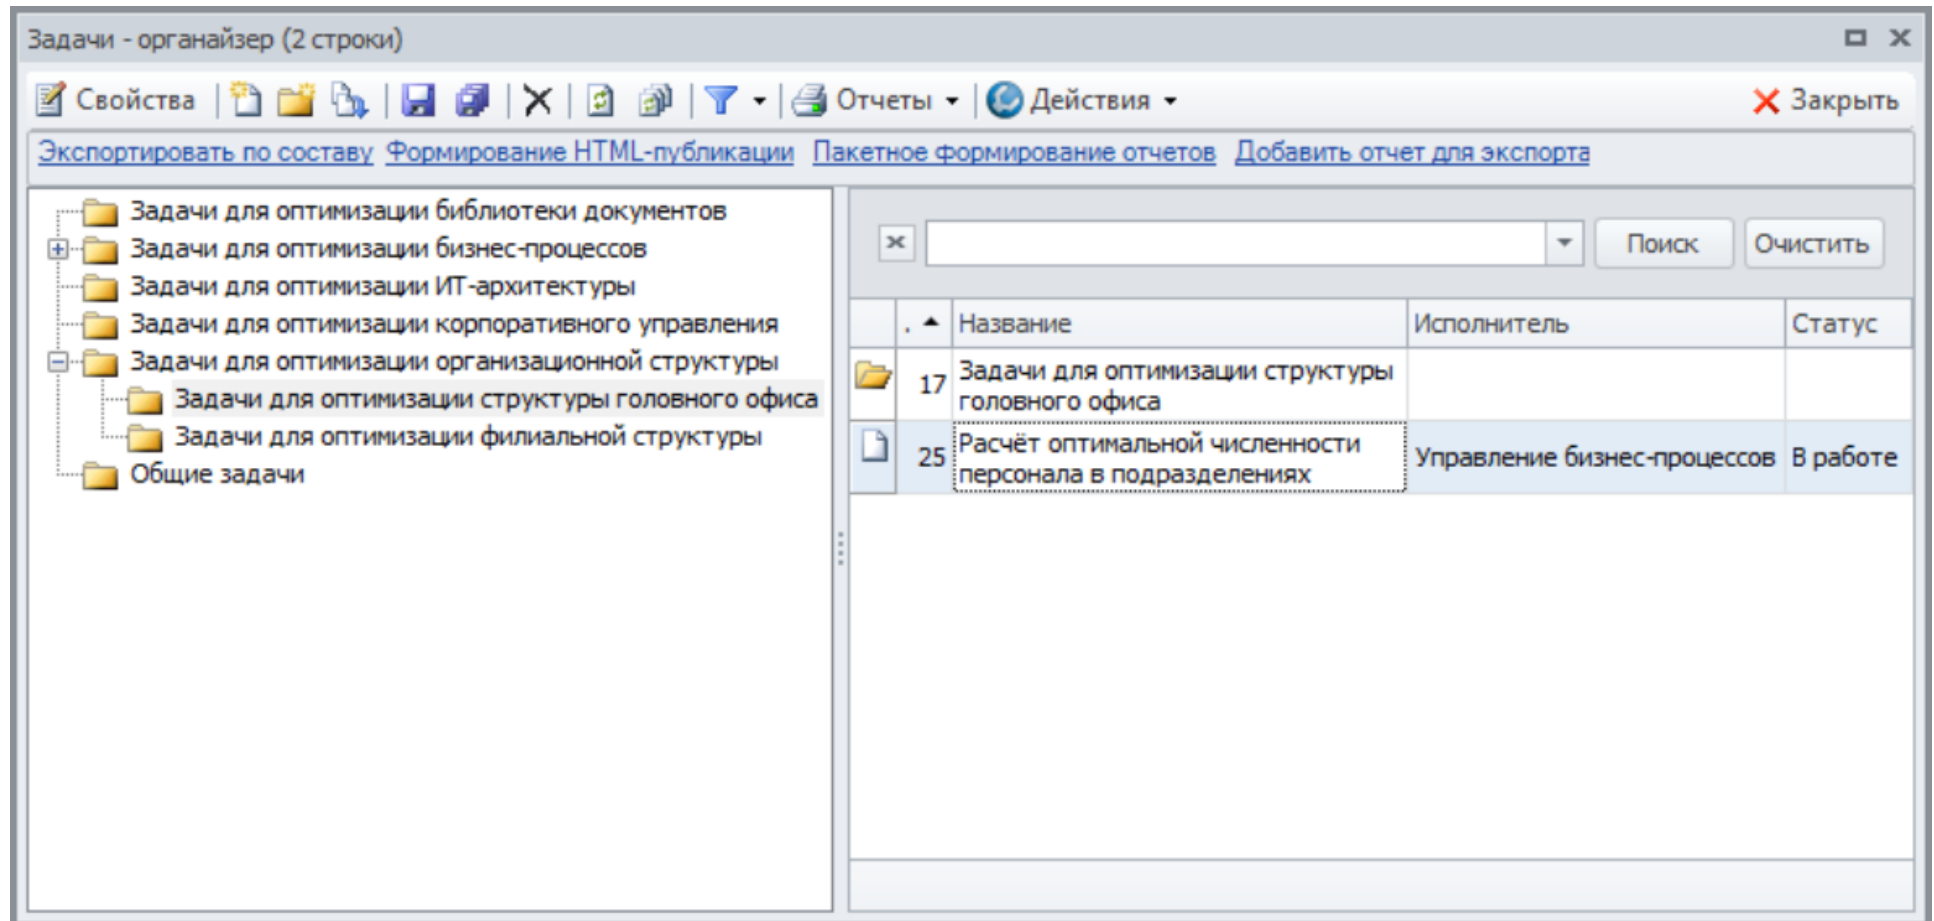 Задачи - органайзер (2 строки)
Свойства Отчеты Действия Закрыть
Экспортировать по составу Формирование HTML-публикации Пакетное формирование отчетов Добавить отчет для экспорта
Задачи для оптимизации библиотеки документов
Задачи для оптимизации бизнес-процессов
Задачи для оптимизации ИТ-архитектуры
Задачи для оптимизации корпоративного управления
Задачи для оптимизации организационной структуры
Задачи для оптимизации структуры головного офиса
Задачи для оптимизации филиальной структуры
Общие задачи
Поиск Очистить
. Название Исполнитель Статус
17 Задачи для оптимизации структуры
головного офиса
25 Расчёт оптимальной численности
персонала в подразделениях Управление бизнес-процессов В работе